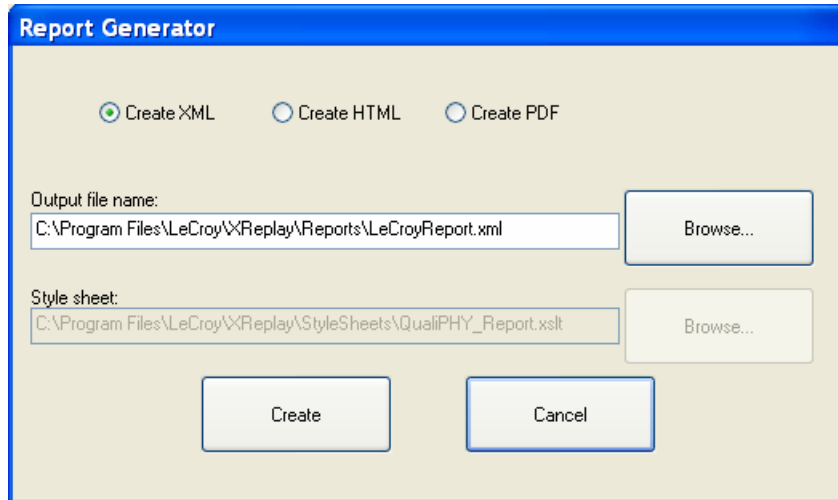 Report Generator
Create XML Create HTML Create PDF
Output file name:
C:\Program Files\LeCroy\XReplay\Reports\LeCroyReport.xml Browse...
Style sheet:
C:\Program Files\LeCroy\XReplay\StyleSheets\QualiPHY_Report.xslt Browse...
Create Cancel